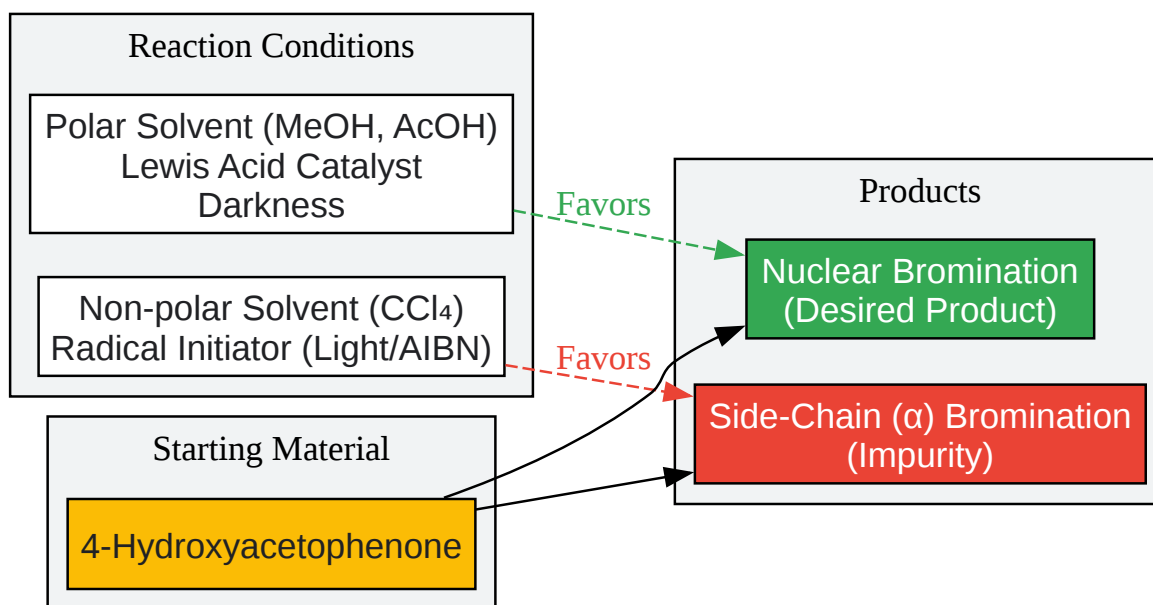 Reaction Conditions
Polar Solvent (MeOH, AcOH)
Lewis Acid Catalyst
Darkness
Non-polar Solvent (CCl₄)
Radical Initiator (Light/AIBN)
Favors
Favors
Products
Nuclear Bromination
(Desired Product)
Side-Chain (α) Bromination
(Impurity)
Starting Material
4-Hydroxyacetophenone